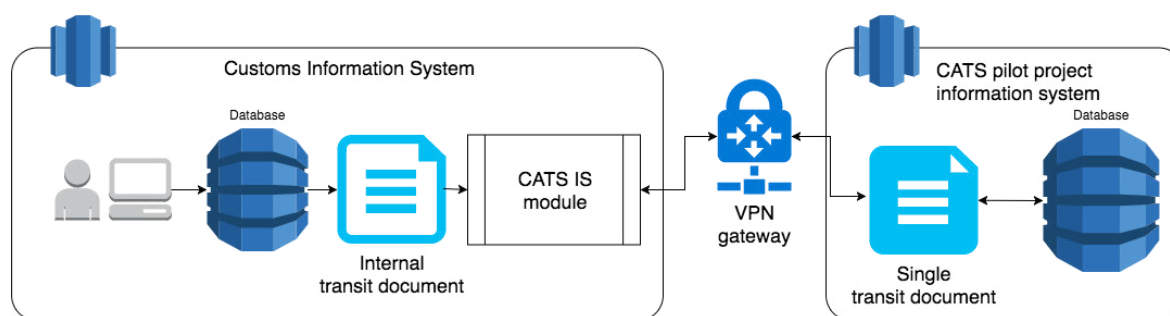 Customs Information System
Database
Internal
transit document
CATS IS
module
VPN
gateway
CATS pilot project
information system
Database
Single
transit document